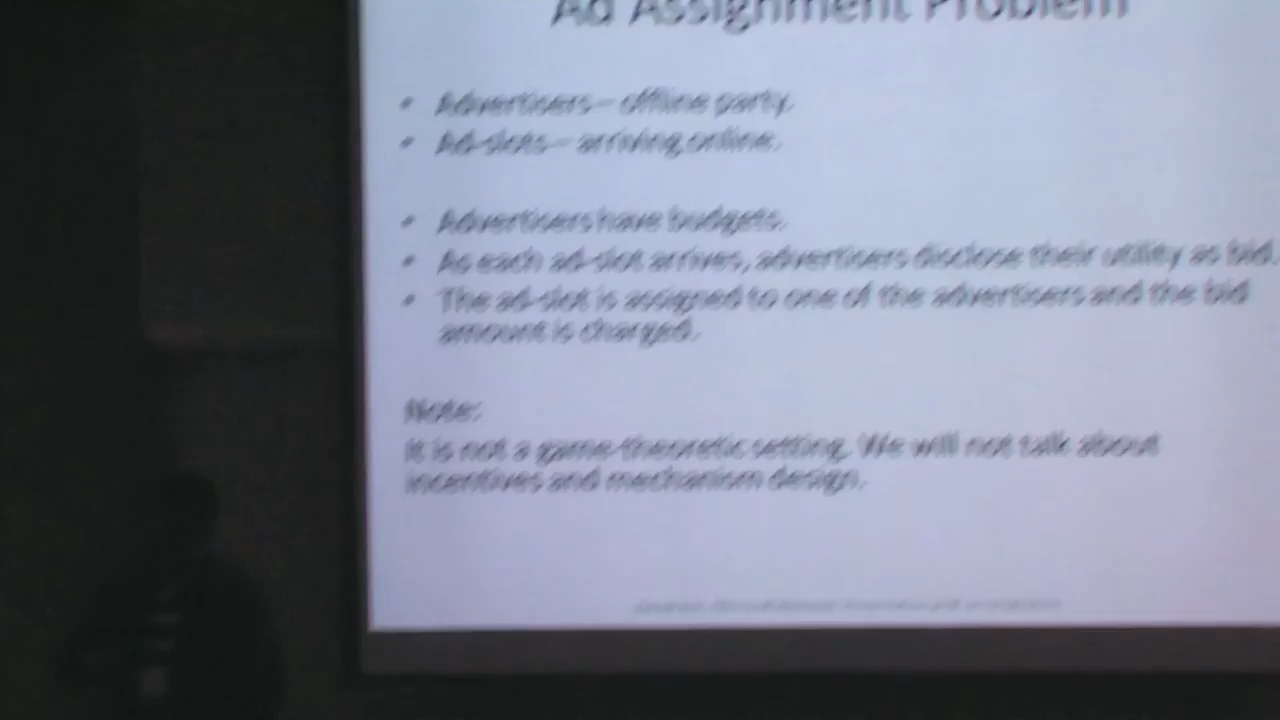 Ad Assignment Problem
• Advertisers – offline party.
• Ad-slots – arriving online.
• Advertisers have budgets.
• As each ad-slot arrives, advertisers disclose their utility as bid.
• The ad-slot is assigned to one of the advertisers and the bid
amount is charged.
Note:
It is not a game-theoretic setting. We will not talk about
incentives and mechanism design.